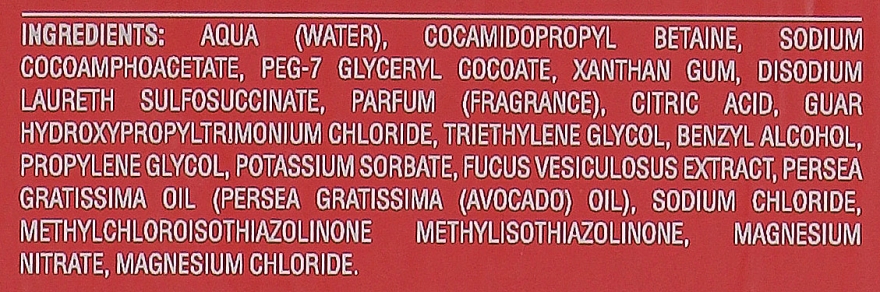 INGREDIENTS: AQUA (WATER), COCAMIDOPROPYL BETAINE, SODIUM
COCOAMPHOACETATE, PEG-7 GLYCERYL COCOATE, XANTHAN GUM, DISODIUM
LAURETH SULFOSUCCINATE, PARFUM (FRAGRANCE), CITRIC ACID, GUAR
HYDROXYPROPYLTRIMONIUM CHLORIDE, TRIETHYLENE GLYCOL, BENZYL ALCOHOL,
PROPYLENE GLYCOL, POTASSIUM SORBATE, FUCUS VESICULOSUS EXTRACT, PERSEA
GRATISSIMA OIL (PERSEA GRATISSIMA (AVOCADO) OIL), SODIUM CHLORIDE,
METHYLCHLOROISOTHIAZOLINONE METHYLISOTHIAZOLINONE, MAGNESIUM
NITRATE, MAGNESIUM CHLORIDE.